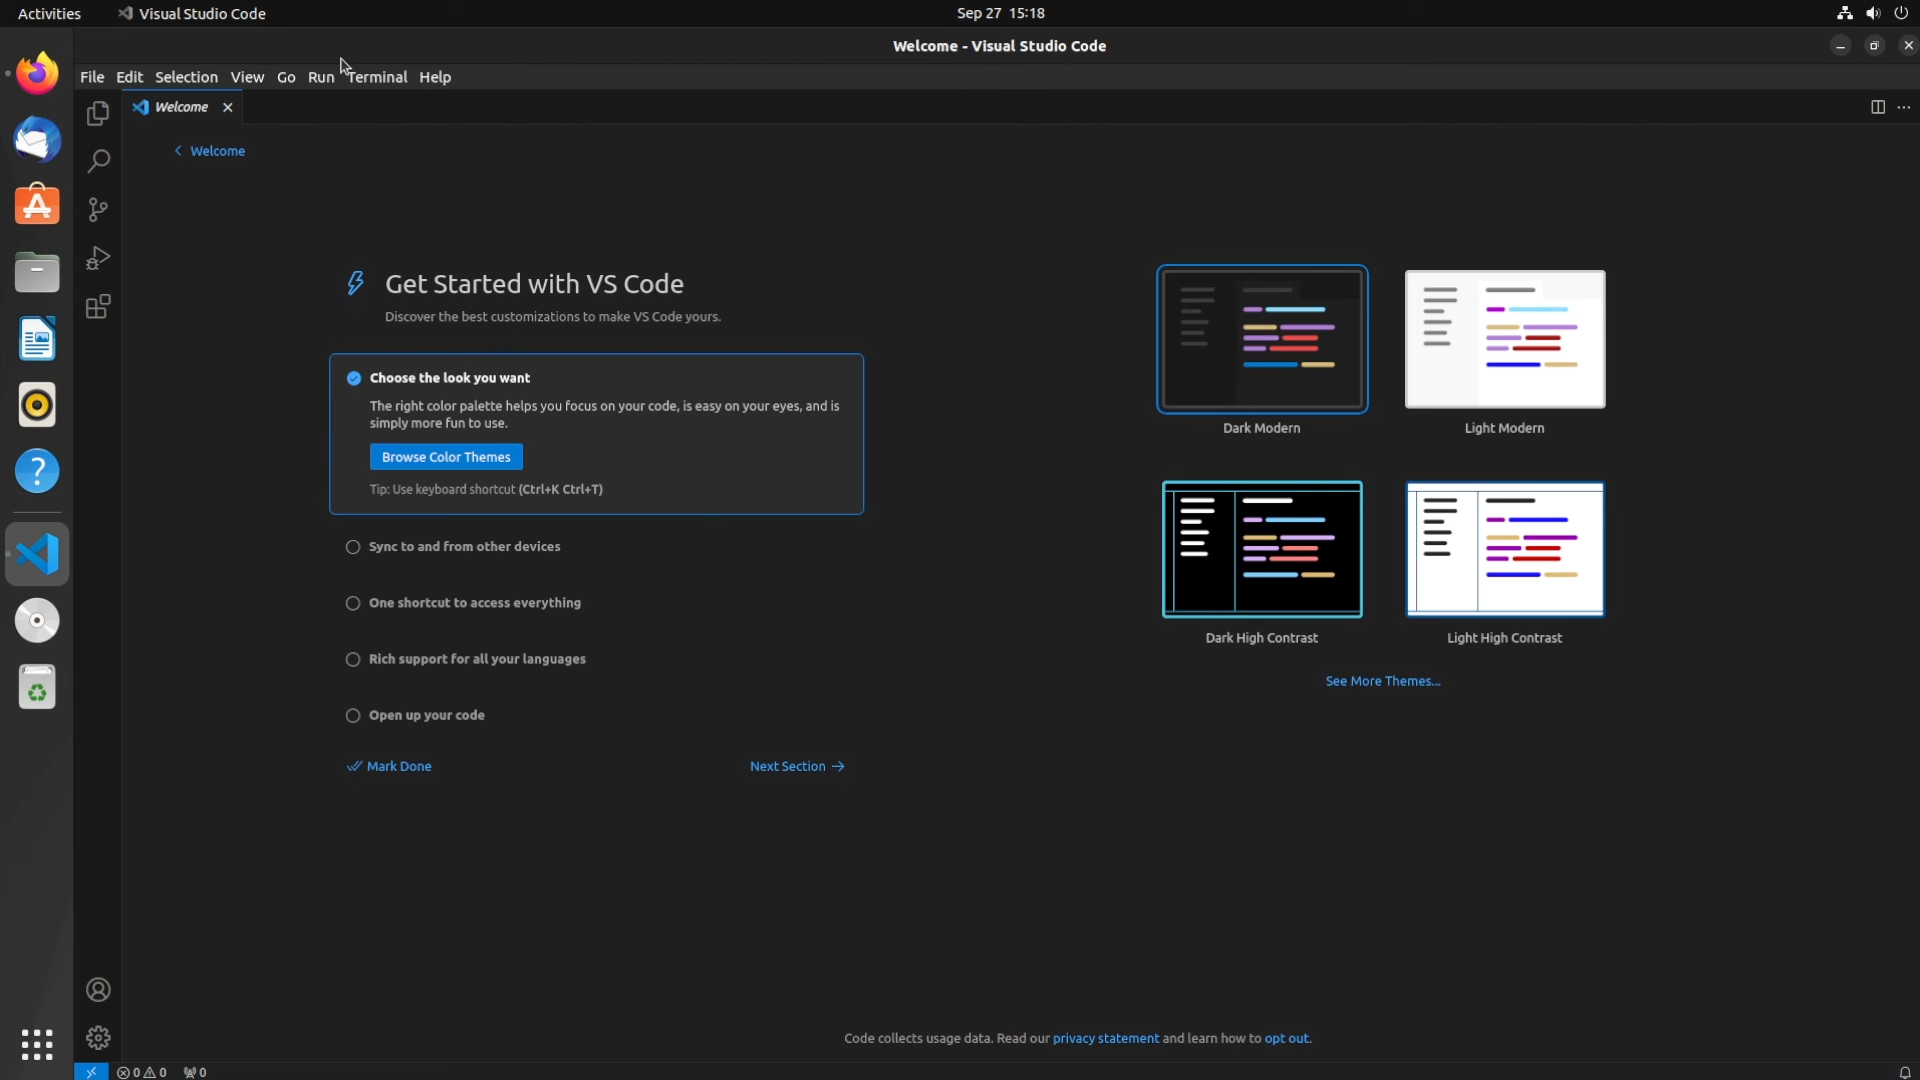 Activities
Visual Studio Code
Sep 27 15:18
Welcome - Visual Studio Code
File Edit Selection View Go Run Terminal Help
Welcome
Welcome
Get Started with VS Code
Discover the best customizations to make VS Code yours.
Choose the look you want
The right color palette helps you focus on your code, is easy on your eyes, and is
simply more fun to use.
Browse Color Themes
Tip: Use keyboard shortcut (Ctrl+K Ctrl+T)
Sync to and from other devices
One shortcut to access everything
Rich support for all your languages
Open up your code
Mark Done
Next Section
Dark Modern
Light Modern
Dark High Contrast
Light High Contrast
See More Themes...
Code collects usage data. Read our privacy statement and learn how to opt out.
0 0 0